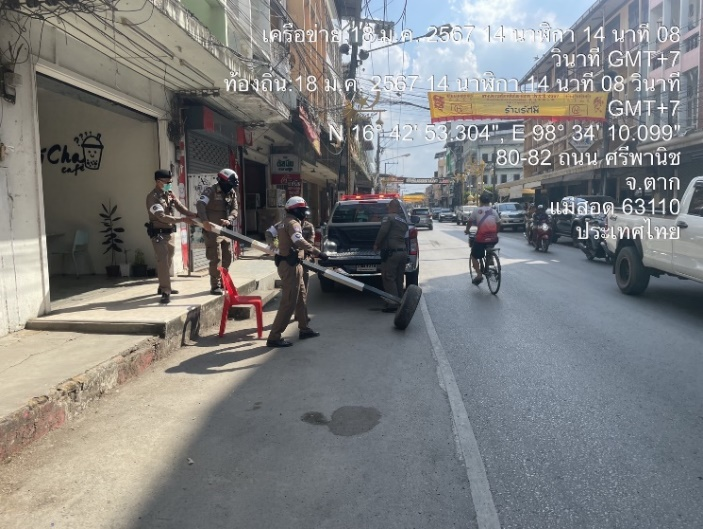 เครือข่าย:18 ม.ค. 2567 14 นาฬิกา 14 นาที 08
วินาที GMT+7
ท้องถิ่น:18 ม.ค. 2567 14 นาฬิกา 14 นาที 08 วินาที
GMT+7
N 16° 42' 53.304", E 98° 34' 10.099"
80-82 ถนน ศรีพานิช
จ.ตาก
แม่สอด 63110
ประเทศไทย
Cha
cafe